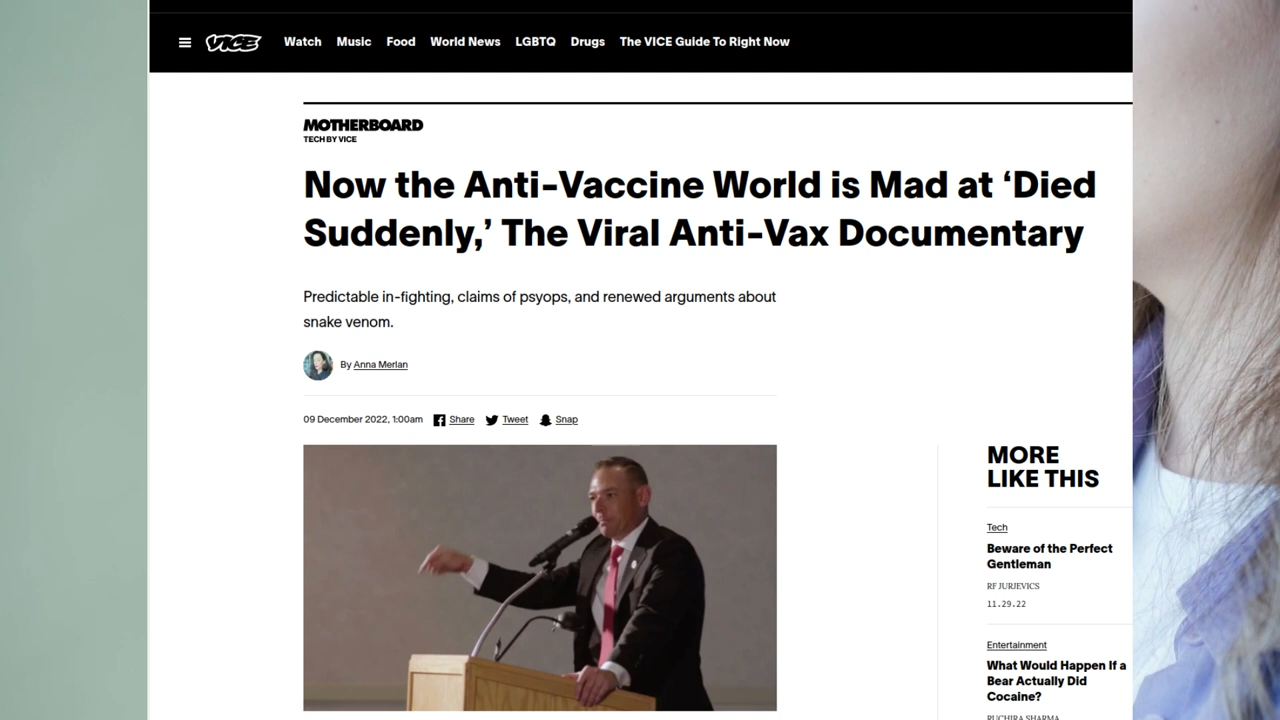 VICE
Watch Music Food World News LGBTQ Drugs The VICE Guide To Right Now
MOTHERBOARD
TECH BY VICE
Now the Anti-Vaccine World is Mad at ‘Died
Suddenly,’ The Viral Anti-Vax Documentary
Predictable in-fighting, claims of psyops, and renewed arguments about
snake venom.
By Anna Merlan
09 December 2022, 1:00am Share Tweet Snap
MORE
LIKE THIS
Tech
Beware of the Perfect
Gentleman
RF JURJEVICS
11.29.22
Entertainment
What Would Happen If a
Bear Actually Did
Cocaine?
RUCHIRA SHARMA